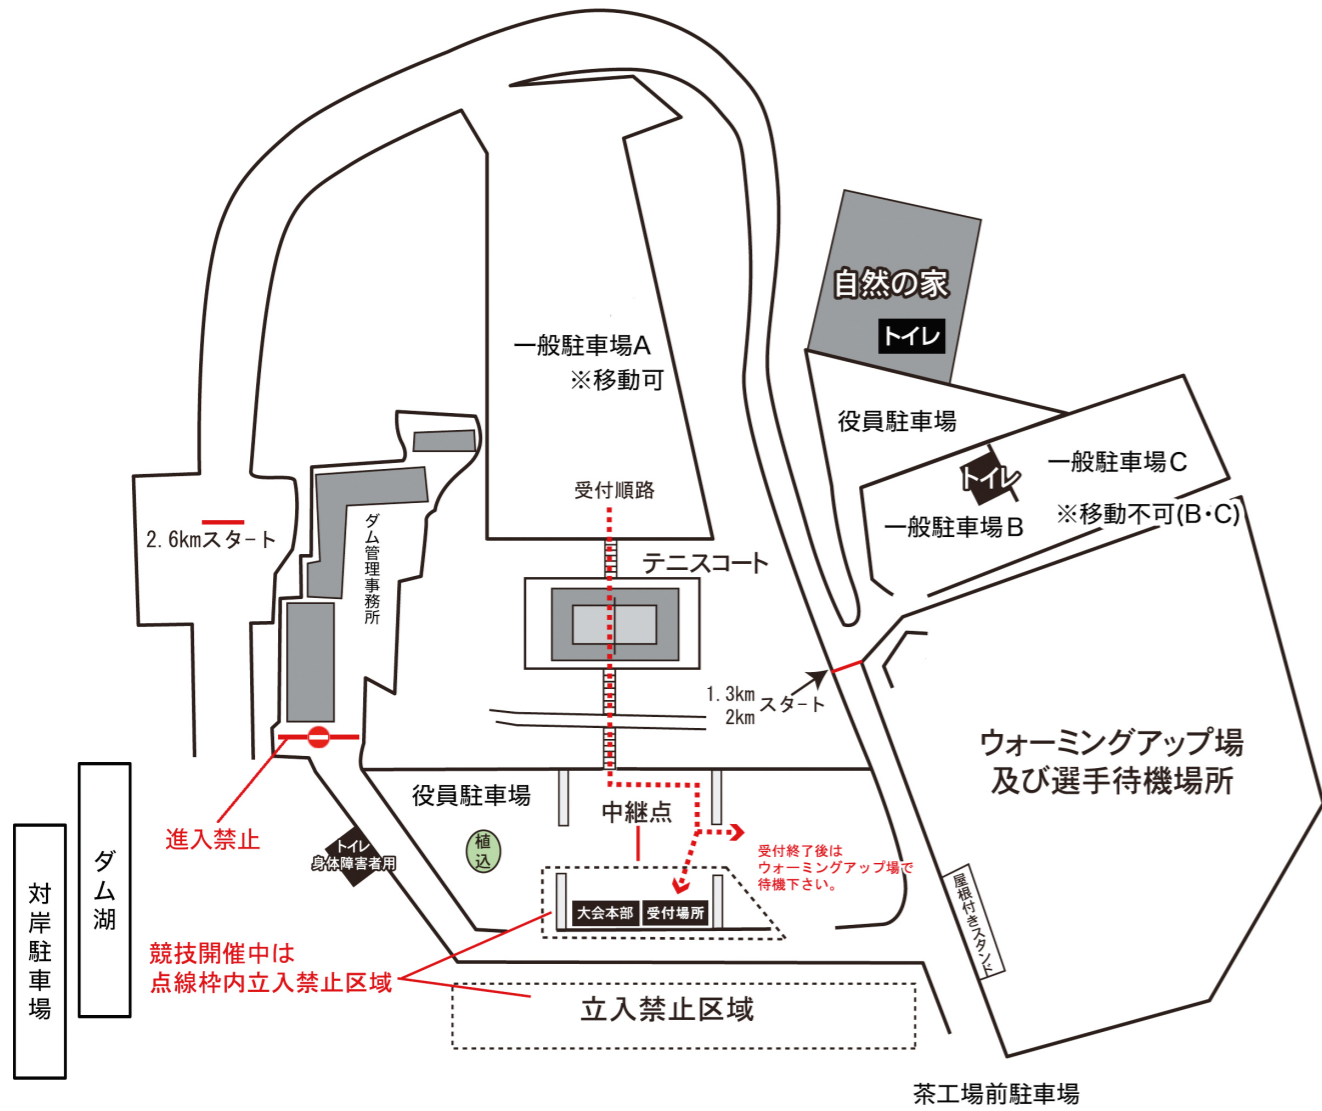 自然の家
トイレ
一般駐車場A
※移動可
役員駐車場
一般駐車場C
トイレ
一般駐車場B
※移動不可(B・C)
受付順路
2.6kmスタート
ダム管理事務所
テニスコート
1.3km
2km
スタート
ウォーミングアップ場
及び選手待機場所
役員駐車場
中継点
進入禁止
トイレ
身体障害者用
植込
受付終了後は
ウォーミングアップ場で
待機下さい。
大会本部
受付場所
屋根付きスタンド
ダム湖
対岸駐車場
競技開催中は
点線枠内立入禁止区域
立入禁止区域
茶工場前駐車場